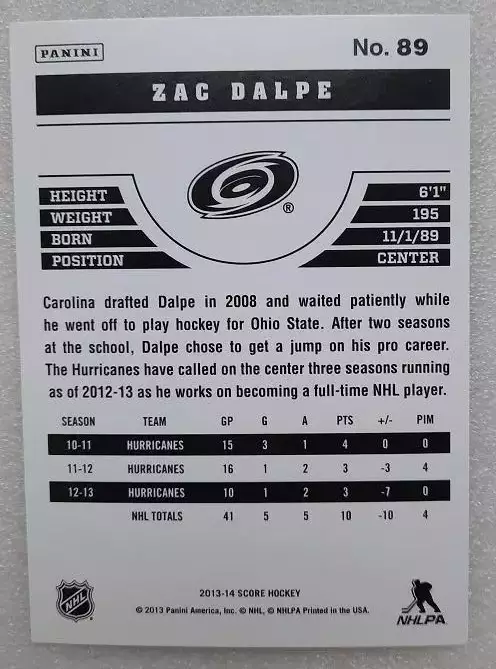 PANINI
No. 89
ZAC DALPE
®
HEIGHT 6'1"
WEIGHT 195
BORN 11/1/89
POSITION CENTER
Carolina drafted Dalpe in 2008 and waited patiently while
he went off to play hockey for Ohio State. After two seasons
at the school, Dalpe chose to get a jump on his pro career.
The Hurricanes have called on the center three seasons running
as of 2012-13 as he works on becoming a full-time NHL player.
SEASON TEAM GP G A PTS +/- PIM
10-11 HURRICANES 15 3 1 4 0 0
11-12 HURRICANES 16 1 2 3 -3 4
12-13 HURRICANES 10 1 2 3 -7 0
NHL TOTALS 41 5 5 10 -10 4
2013-14 SCORE HOCKEY
© 2013 Panini America, Inc. © NHL, © NHLPA Printed in the USA.
NHL
NHLPA